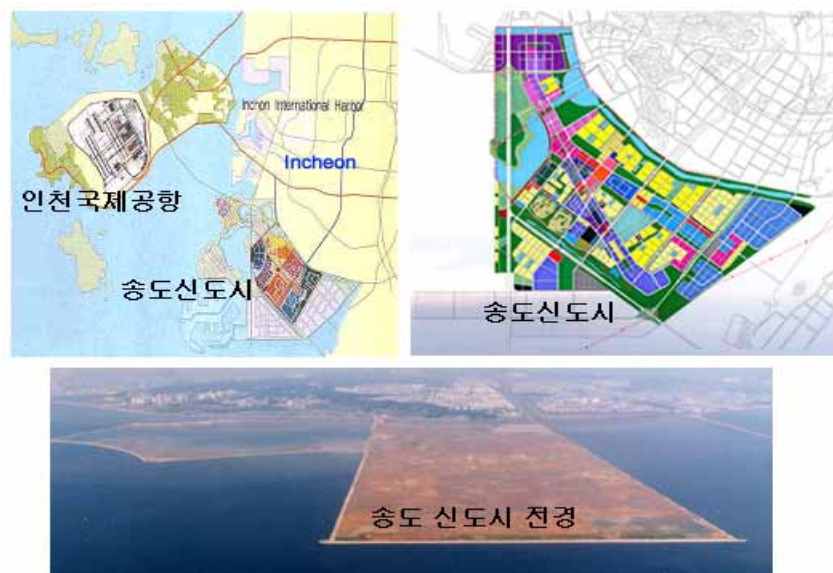 Inchon International Harbor
Incheon
인천국제공항
송도신도시
송도신도시
송도 신도시 전경